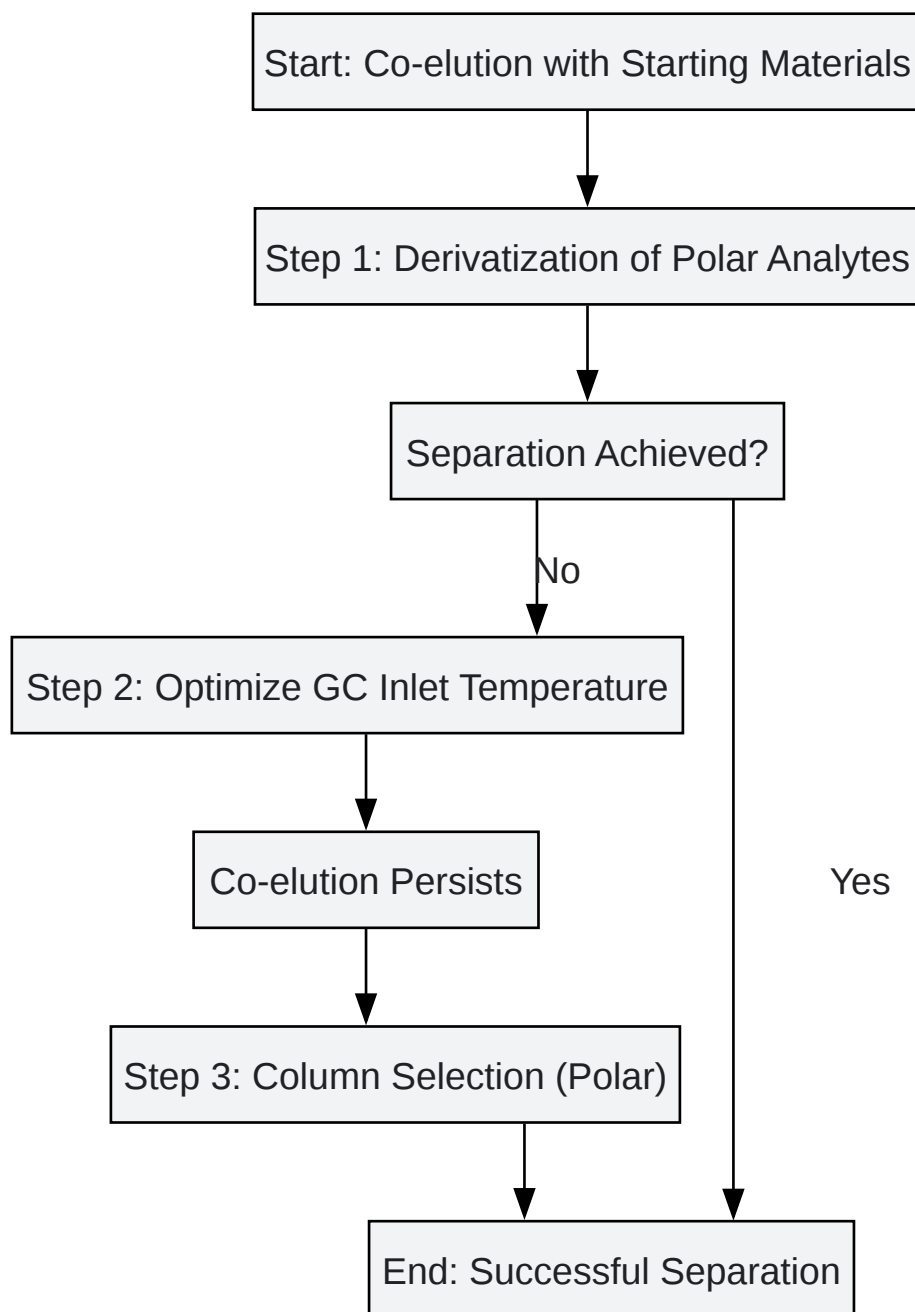 Start: Co-elution with Starting Materials
Step 1: Derivatization of Polar Analytes
Separation Achieved?
No
Step 2: Optimize GC Inlet Temperature
Co-elution Persists
Yes
Step 3: Column Selection (Polar)
End: Successful Separation